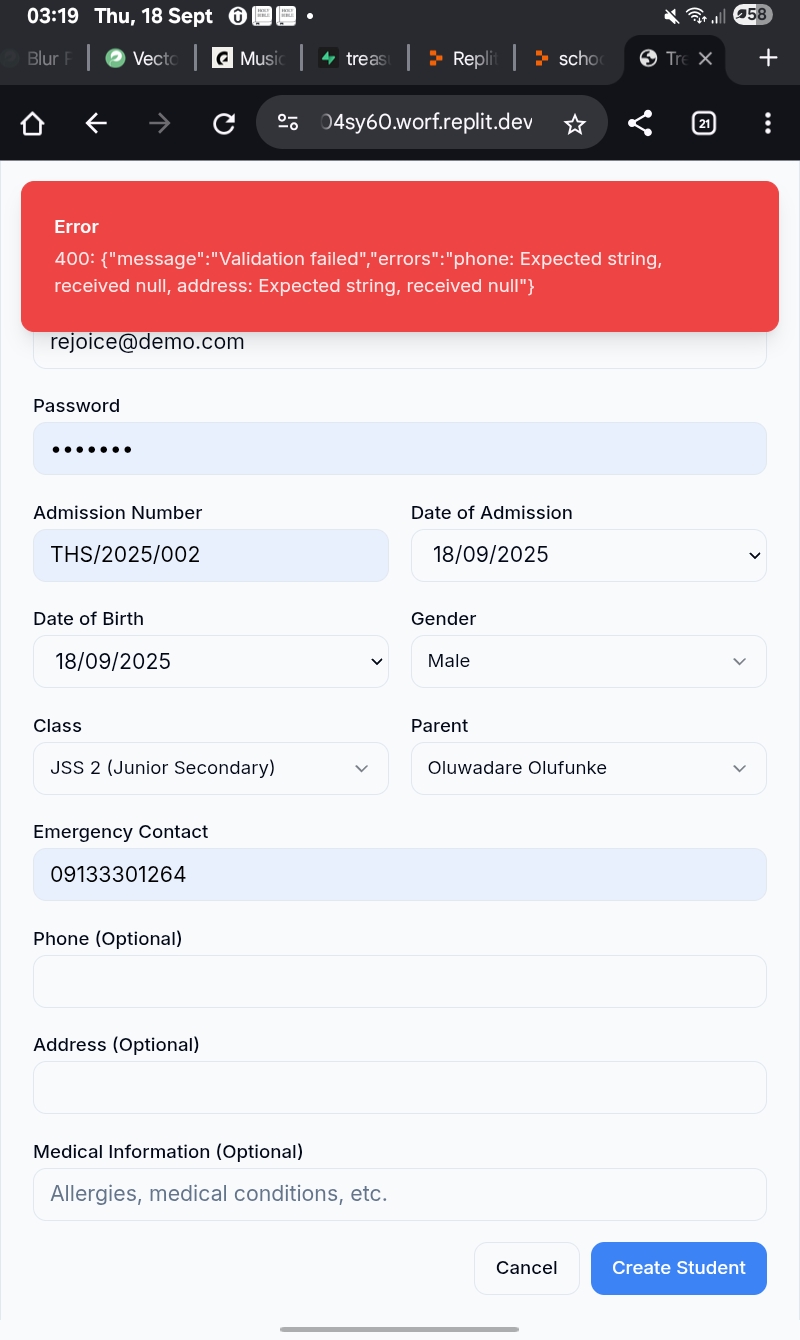 03:19 Thu, 18 Sept
58
Blur F
Vecto
Music
treas
Replit
schoo
Tre
04sy60.worf.replit.dev
21
Error
400: {"message":"Validation failed","errors":"phone: Expected string,
received null, address: Expected string, received null"}
rejoice@demo.com
Password
•••••••
Admission Number
Date of Admission
THS/2025/002
18/09/2025
Date of Birth
Gender
18/09/2025
Male
Class
Parent
JSS 2 (Junior Secondary)
Oluwadare Olufunke
Emergency Contact
09133301264
Phone (Optional)
Address (Optional)
Medical Information (Optional)
Allergies, medical conditions, etc.
Cancel
Create Student